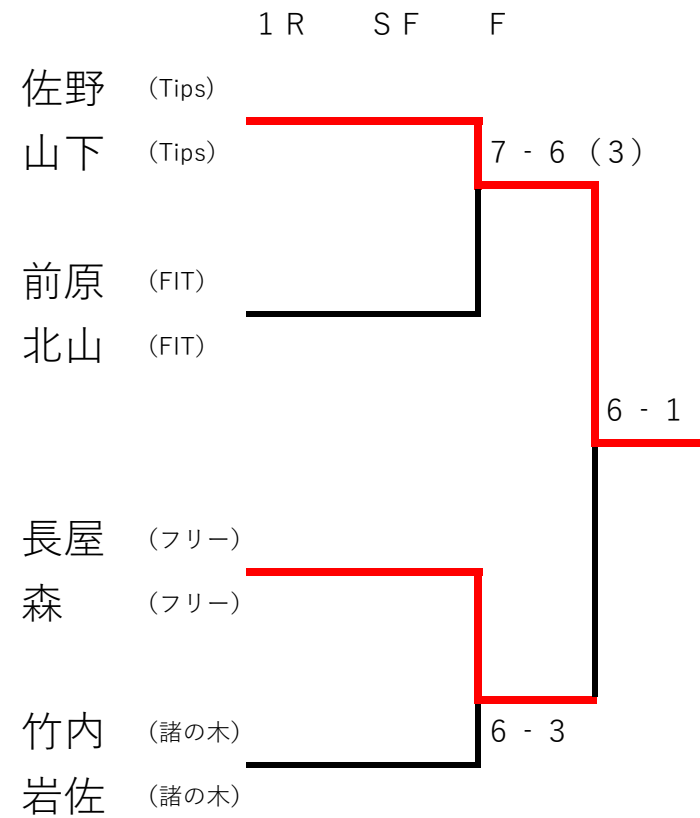 1R SF F
佐野 (Tips)
山下 (Tips)
7-6(3)
前原 (FIT)
北山 (FIT)
6-1
長屋 (フリー)
森 (フリー)
竹内 (諸の木)
6-3
岩佐 (諸の木)